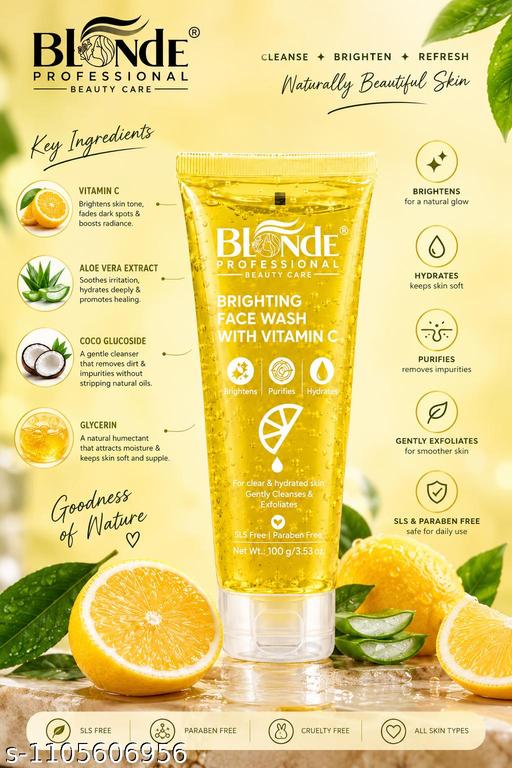 BLONDE®
PROFESSIONAL
BEAUTY CARE
CLEANSE + BRIGHTEN + REFRESH
Naturally Beautiful Skin
Key Ingredients
VITAMIN C
Brightens skin tone,
fades dark spots &
boosts radiance.
ALOE VERA EXTRACT
Soothes irritation,
hydrates deeply &
promotes healing.
COCO GLUCOSIDE
A gentle cleanser
that removes dirt &
impurities without
stripping natural oils.
GLYCERIN
A natural humectant
that attracts moisture &
keeps skin soft and supple.
Goodness
of Nature
BLONDE®
PROFESSIONAL
BEAUTY CARE
BRIGHTING
FACE WASH
WITH VITAMIN C
Brightens Purifies Hydrates
For clear & hydrated skin
Gently Cleanses &
Exfoliates
SLS Free | Paraben Free
Net Wt.: 100 g/3.53 oz.
BRIGHTENS
for a natural glow
HYDRATES
keeps skin soft
PURIFIES
removes impurities
GENTLY EXFOLIATES
for smoother skin
SLS & PARABEN FREE
safe for daily use
SLS FREE PARABEN FREE CRUELTY FREE ALL SKIN TYPES
s-1105606956